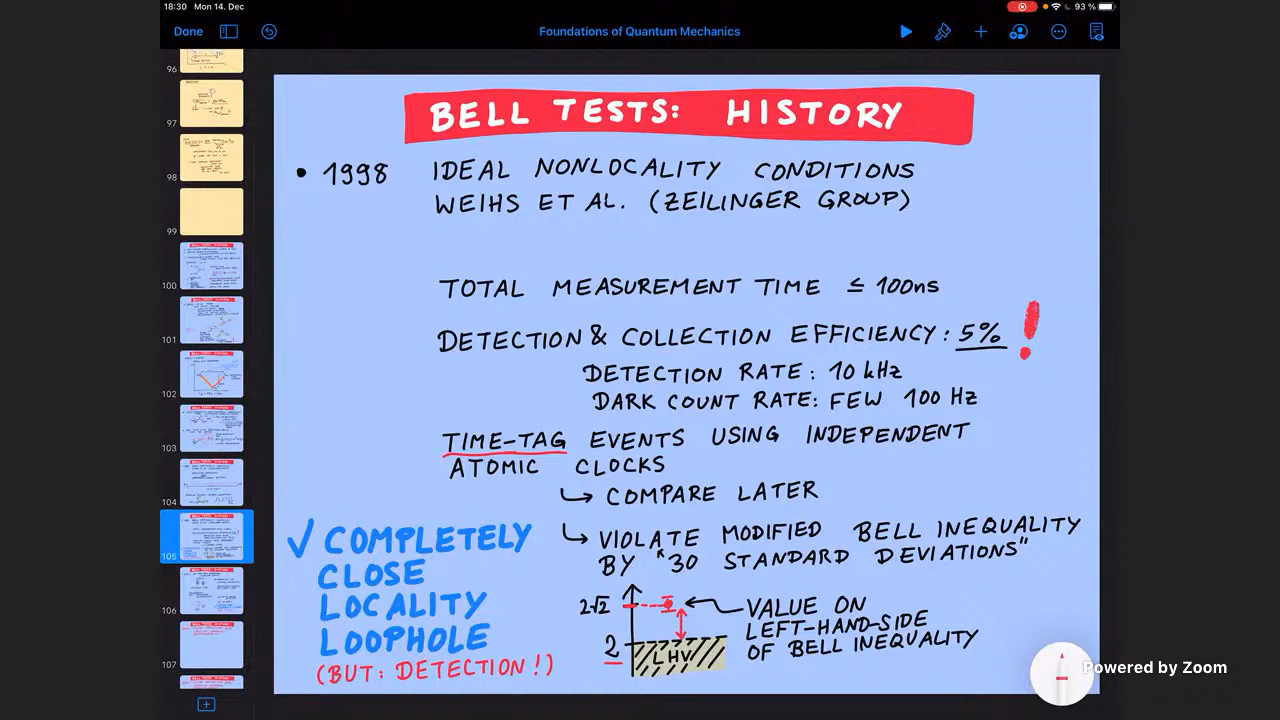 18:30 Mon 14. Dec
93 %
Done
Foundations of Quantum Mechanics
96
97
98
99
100
101
102
103
104
105
106
107
BELL TESTS: HISTORY
• 1998 IDEAL NONLOCALITY CONDITIONS
WEIHS ET AL. (ZEILINGER GROUP)
TOTAL MEASUREMENT TIME ≤ 100ns
DETECTION & COLLECTION EFFICIENCY: 5% !
DETECTION RATE: 10 kHz
DARK COUNT RATE: FEW 100 Hz
TIME-TAG EVENTS USING INDEPENDENT
ATOMIC CLOCKS
↳ COMPARE LATER
↳ VIOLATE MODIFIED BELL INEQUALITY
BY "30 STANDARD DEVIATIONS"
✓ COMPLETELY
CLOSE
LOCALITY
LOOPHOLE
(BUT: DETECTION!)
2√2
2
LHV
VALUE ON
LEFT-HAND-SIDE
OF BELL INEQUALITY
Powered by Zoom